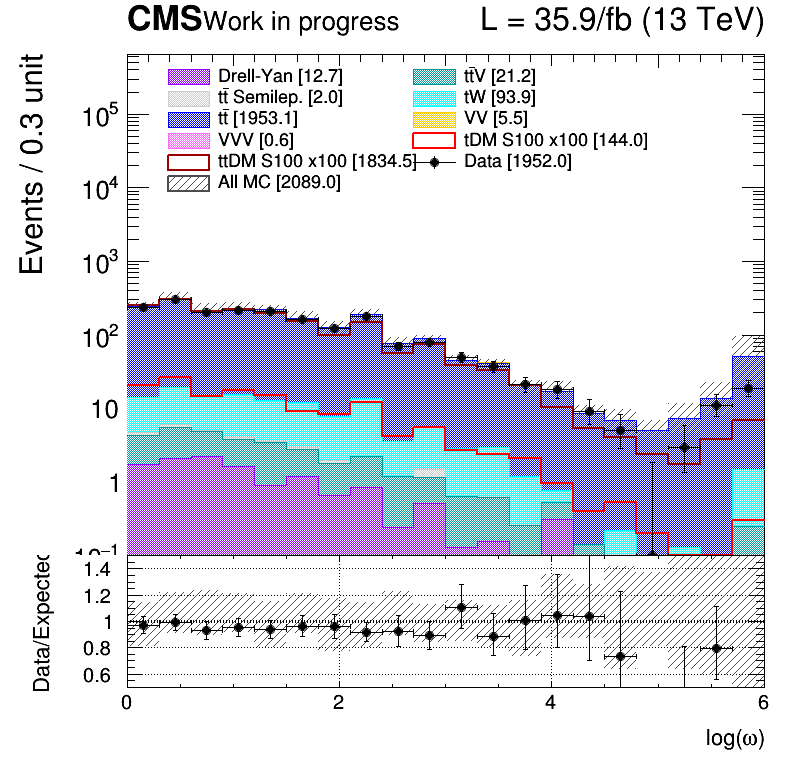 CMS Work in progress L = 35.9/fb (13 TeV)
Events / 0.3 unit
Drell-Yan [12.7] tt̄V [21.2]
tt̄ Semilep. [2.0] tW [93.9]
tt̄ [1953.1] VV [5.5]
VVV [0.6] tDM S100 x100 [144.0]
ttDM S100 x100 [1834.5] Data [1952.0]
All MC [2089.0]
10⁵
10⁴
10³
10²
10
1
10⁻¹
Data/Expected
1.4
1.2
1
0.8
0.6
0 2 4 6
log(ω)